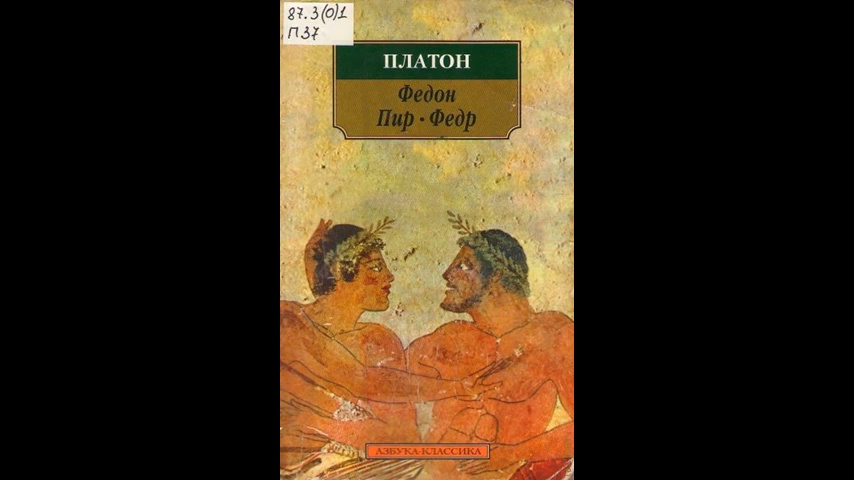 87.3(0)1
П37
ПЛАТОН
Федон
Пир • Федр
АЗБУКА-КЛАССИКА